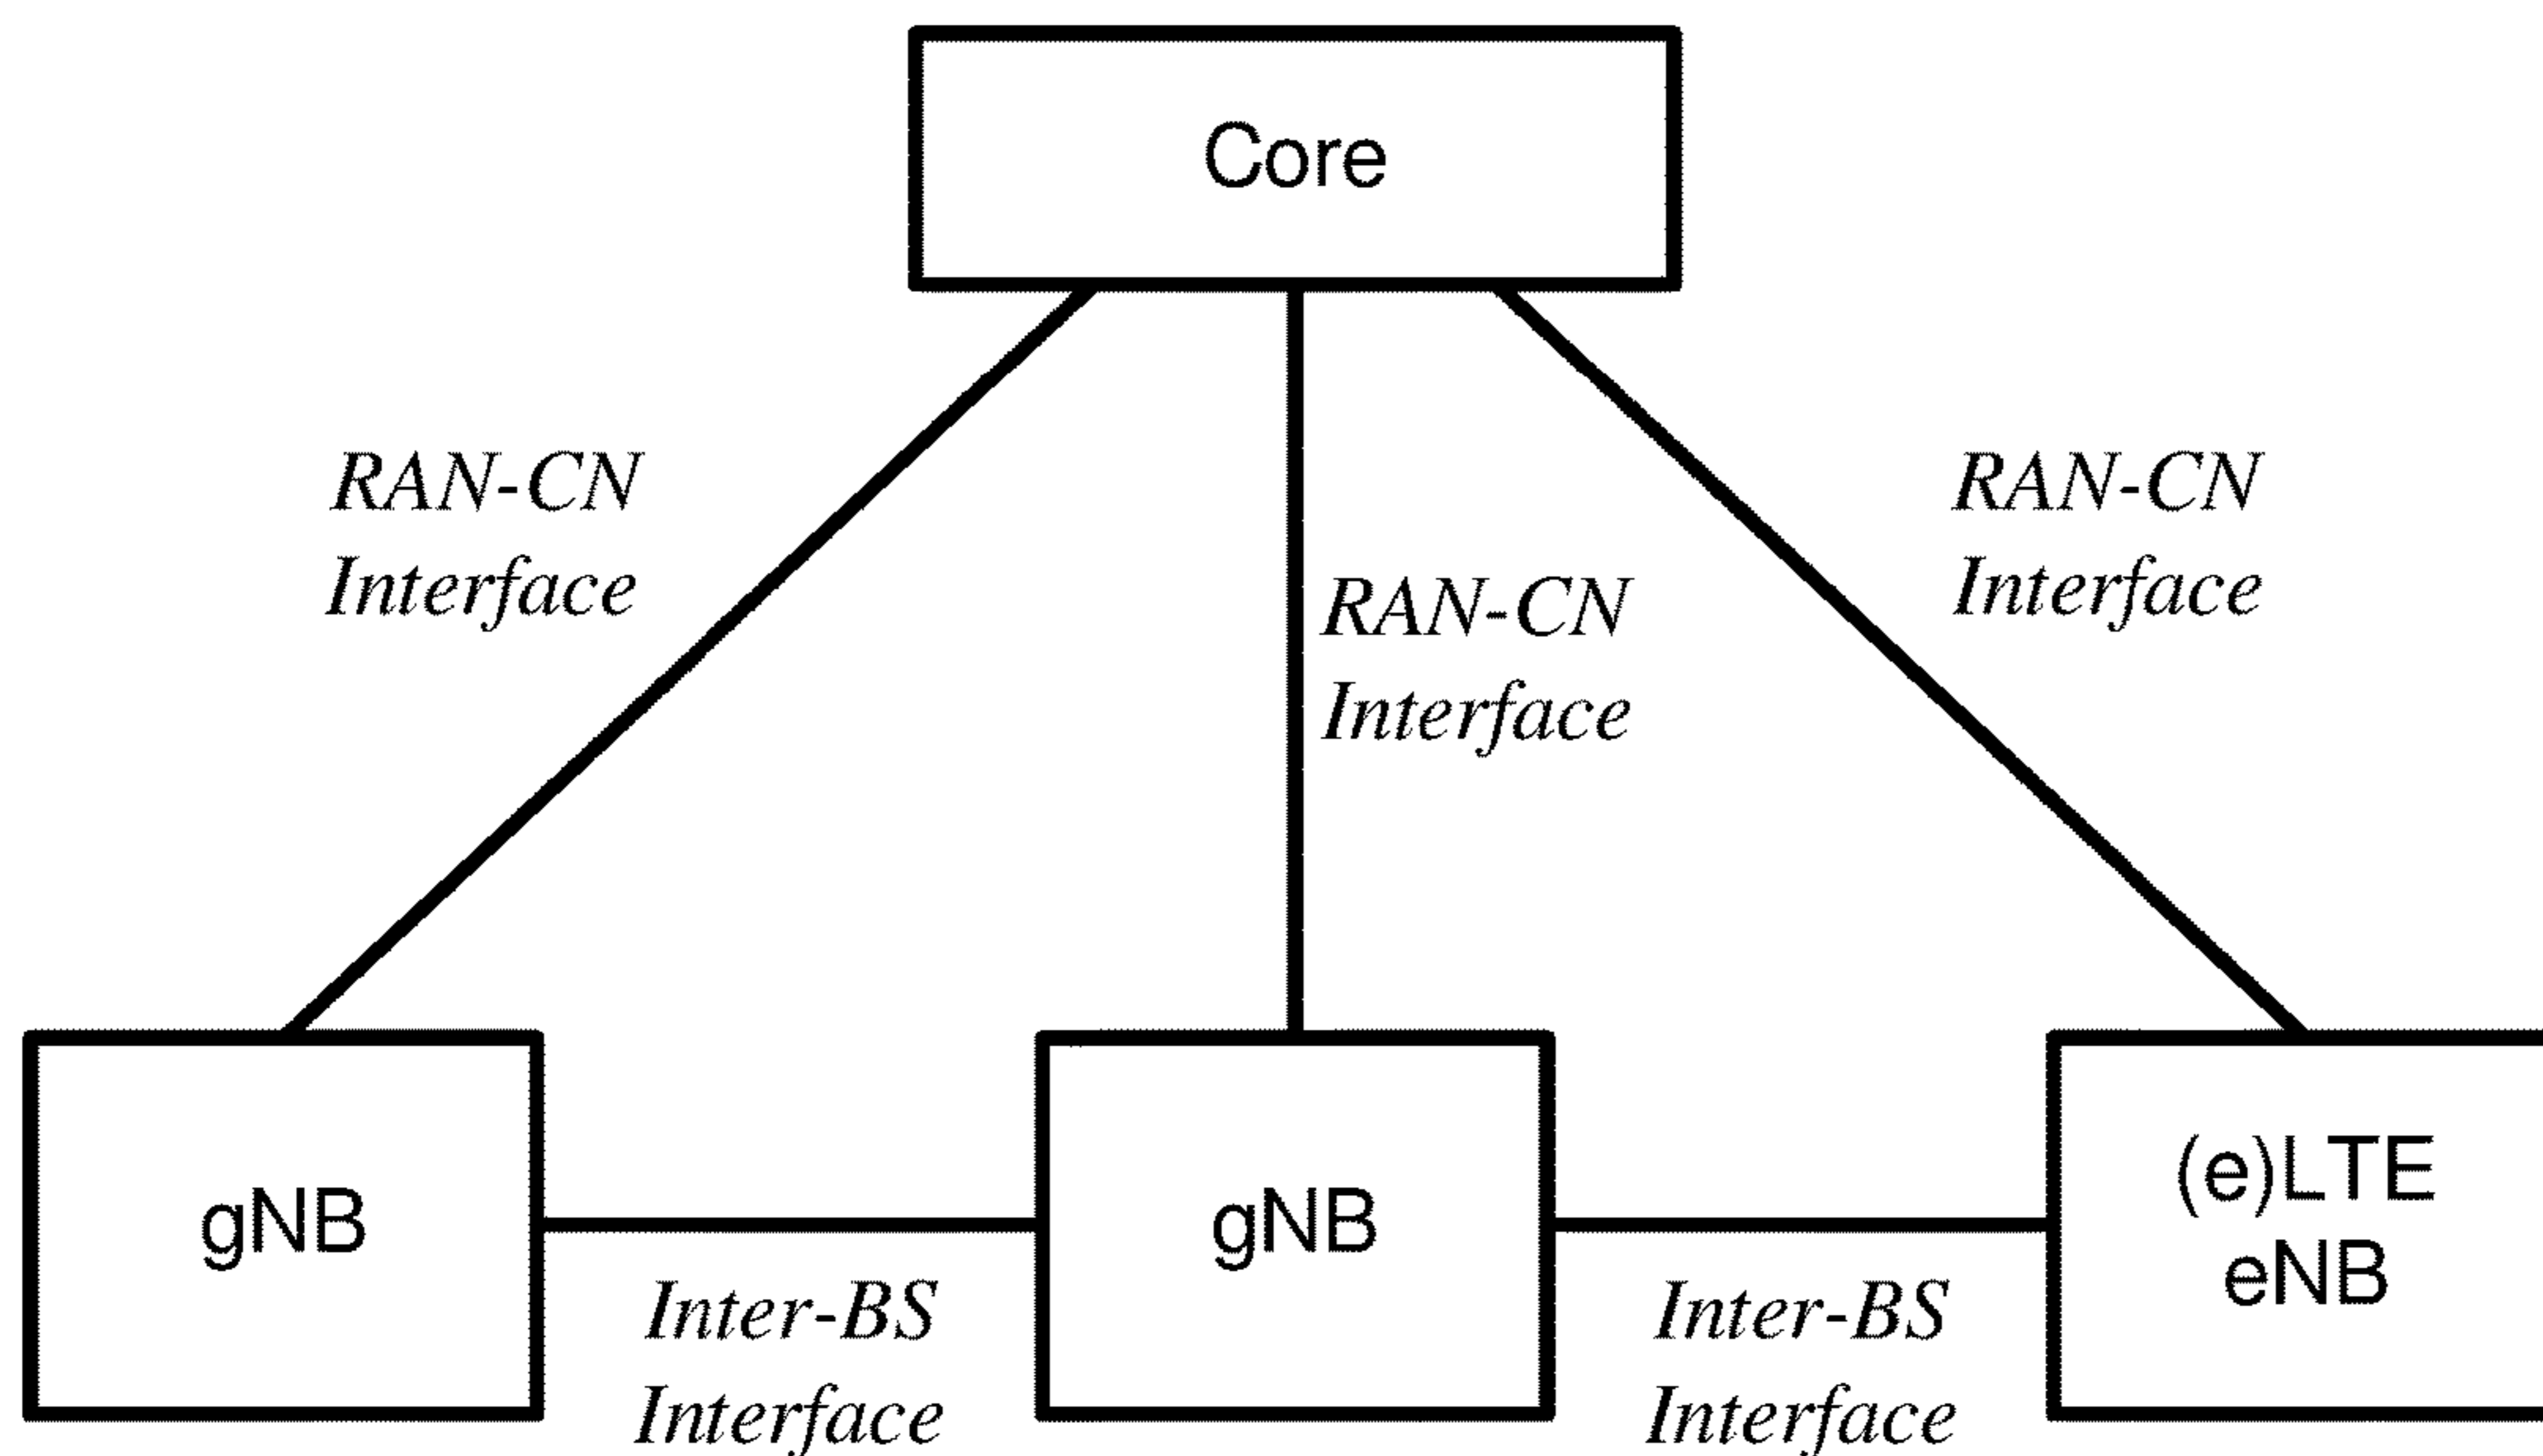 Core
RAN-CN
Interface
RAN-CN
Interface
RAN-CN
Interface
gNB
Inter-BS
Interface
gNB
Inter-BS
Interface
(e)LTE
eNB